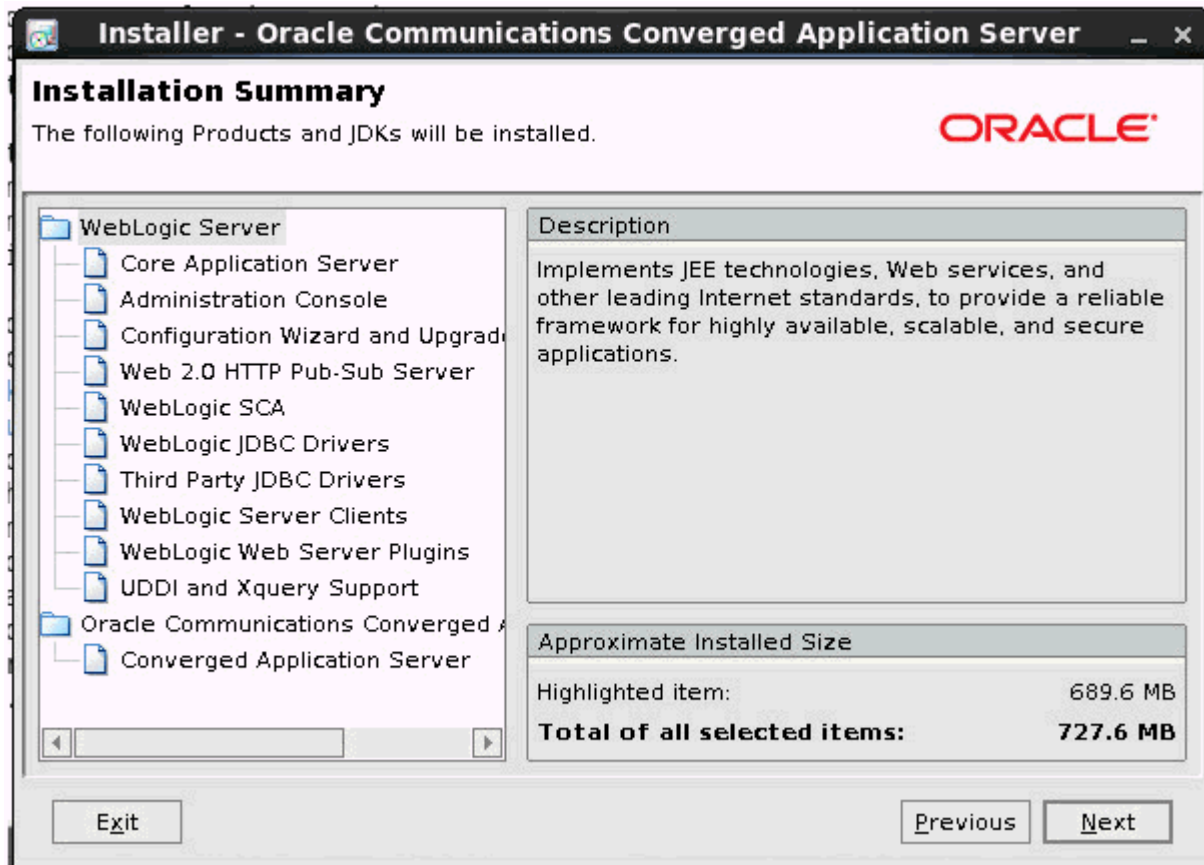 Installer - Oracle Communications Converged Application Server
Installation Summary
The following Products and JDKs will be installed.
ORACLE
WebLogic Server
Core Application Server
Administration Console
Configuration Wizard and Upgrad
Web 2.0 HTTP Pub-Sub Server
WebLogic SCA
WebLogic JDBC Drivers
Third Party JDBC Drivers
WebLogic Server Clients
WebLogic Web Server Plugins
UDDI and Xquery Support
Oracle Communications Converged
Converged Application Server
Description
Implements JEE technologies, Web services, and
other leading Internet standards, to provide a reliable
framework for highly available, scalable, and secure
applications.
Approximate Installed Size
Highlighted item: 689.6 MB
Total of all selected items: 727.6 MB
Exit
Previous
Next